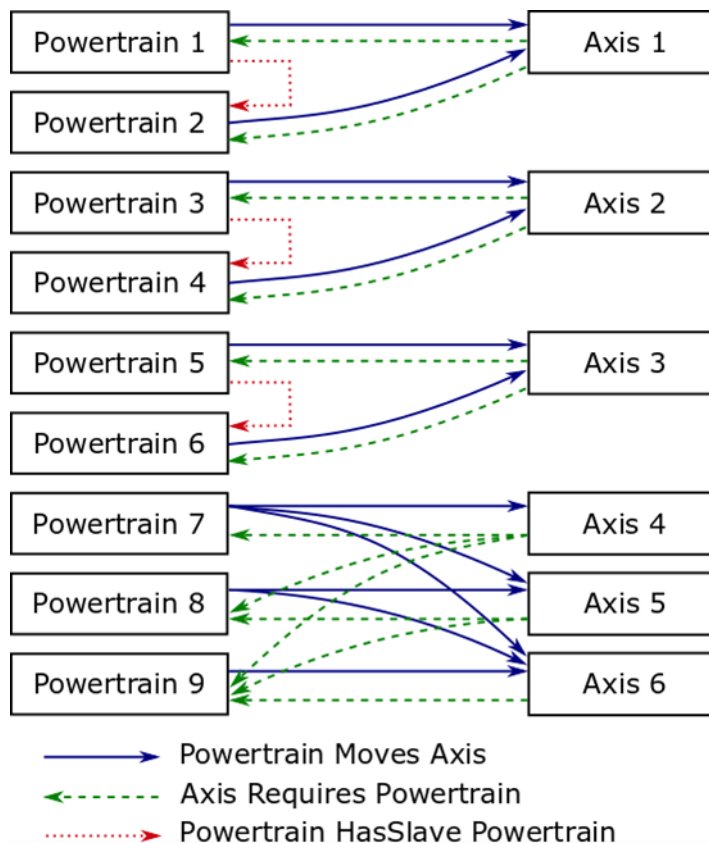 Powertrain 1
Axis 1
Powertrain 2
Powertrain 3
Axis 2
Powertrain 4
Powertrain 5
Axis 3
Powertrain 6
Powertrain 7
Axis 4
Powertrain 8
Axis 5
Powertrain 9
Axis 6
Powertrain Moves Axis
Axis Requires Powertrain
Powertrain HasSlave Powertrain